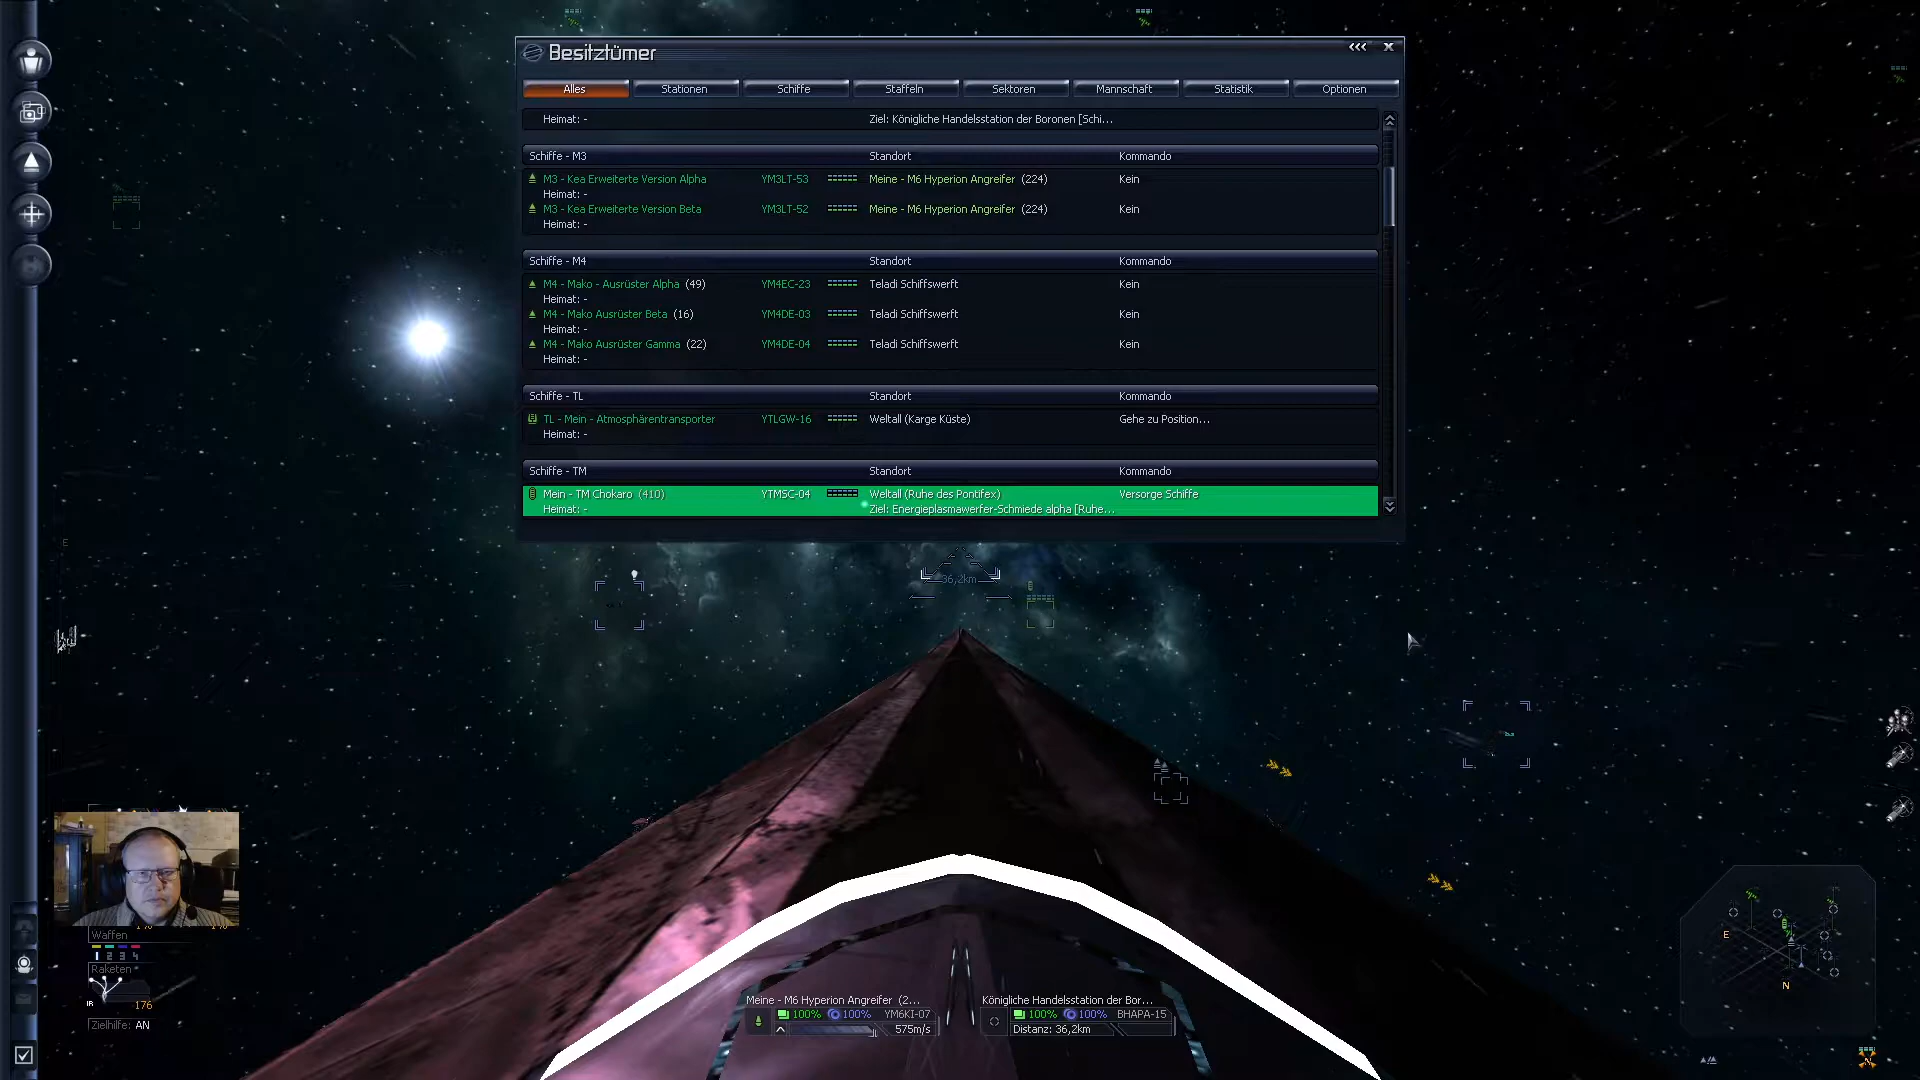 Besitztümer
Alles Stationen Schiffe Staffeln Sektoren Mannschaft Statistik Optionen
Heimat: - Ziel: Königliche Handelsstation der Boronen [Schi...
Schiffe - M3 Standort Kommando
M3 - Kea Erweiterte Version Alpha YM3LT-53 Meine - M6 Hyperion Angreifer (224) Kein
Heimat: -
M3 - Kea Erweiterte Version Beta YM3LT-52 Meine - M6 Hyperion Angreifer (224) Kein
Heimat: -
Schiffe - M4 Standort Kommando
M4 - Mako - Ausrüster Alpha (49) YM4EC-23 Teladi Schiffswerft Kein
Heimat: -
M4 - Mako Ausrüster Beta (16) YM4DE-03 Teladi Schiffswerft Kein
Heimat: -
M4 - Mako Ausrüster Gamma (22) YM4DE-04 Teladi Schiffswerft Kein
Heimat: -
Schiffe - TL Standort Kommando
TL - Mein - Atmosphärentransporter YTLGW-16 Weltall (Karge Küste) Gehe zu Position...
Heimat: -
Schiffe - TM Standort Kommando
Mein - TM Chokaro (410) YTMSC-04 Weltall (Ruhe des Pontifex) Versorge Schiffe
Heimat: - Ziel: Energieplasmawerfer-Schmiede alpha [Ruhe...
E
36,2km
Waffen
1 2 3 4
Raketen
IR 176
Zielhilfe: AN
Meine - M6 Hyperion Angreifer (2...
100% 100% YM6KI-07
575m/s
Königliche Handelsstation der Bor...
100% 100% BHAPA-15
Distanz: 36,2km
E
N
N